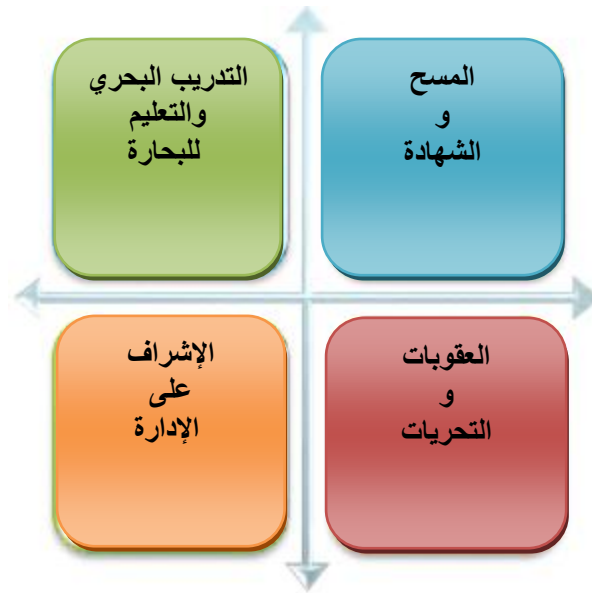 المسح
و
الشهادة
التدريب البحري
والتعليم
للبحارة
العقوبات
و
التحريات
الإشراف
على
الإدارة